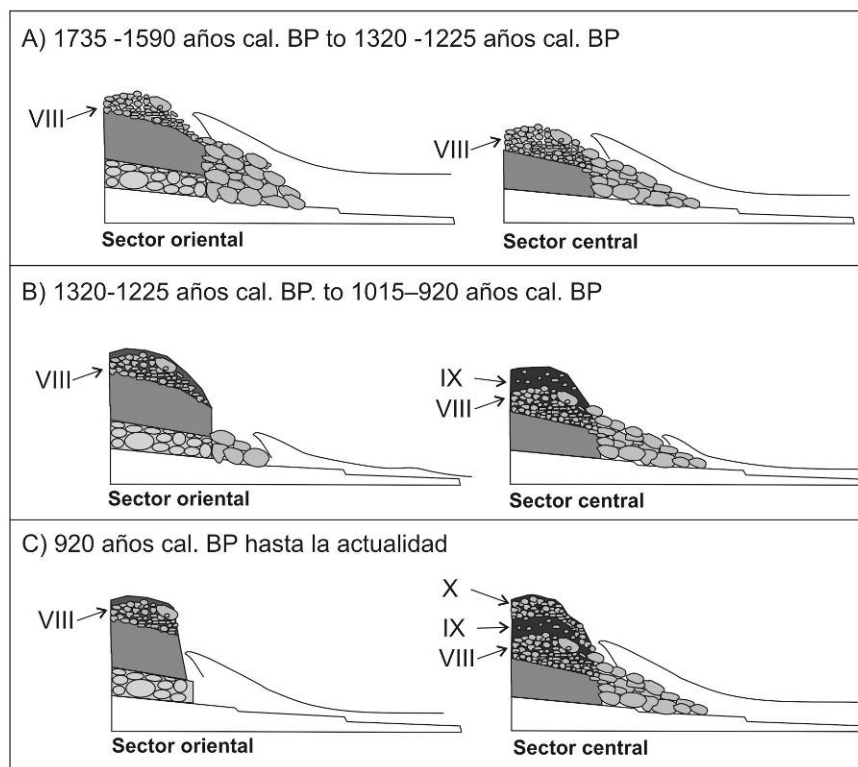 A) 1735 -1590 años cal. BP to 1320 -1225 años cal. BP
VIII
VIII
Sector oriental
Sector central
B) 1320-1225 años cal. BP. to 1015–920 años cal. BP
VIII
IX
VIII
Sector oriental
Sector central
C) 920 años cal. BP hasta la actualidad
VIII
X
IX
VIII
Sector oriental
Sector central